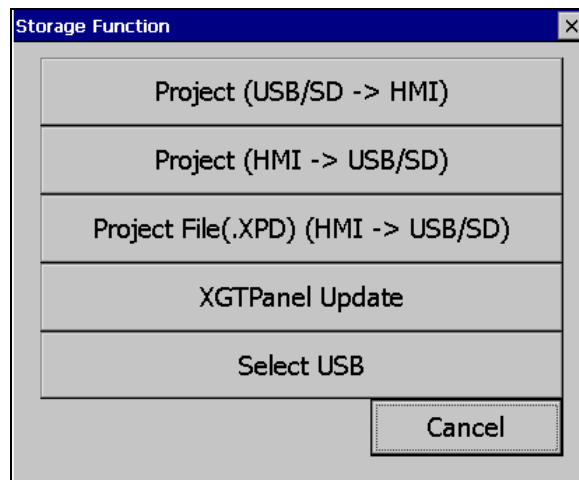 Storage Function
Project (USB/SD -> HMI)
Project (HMI -> USB/SD)
Project File(.XPD) (HMI -> USB/SD)
XGTPanel Update
Select USB
Cancel